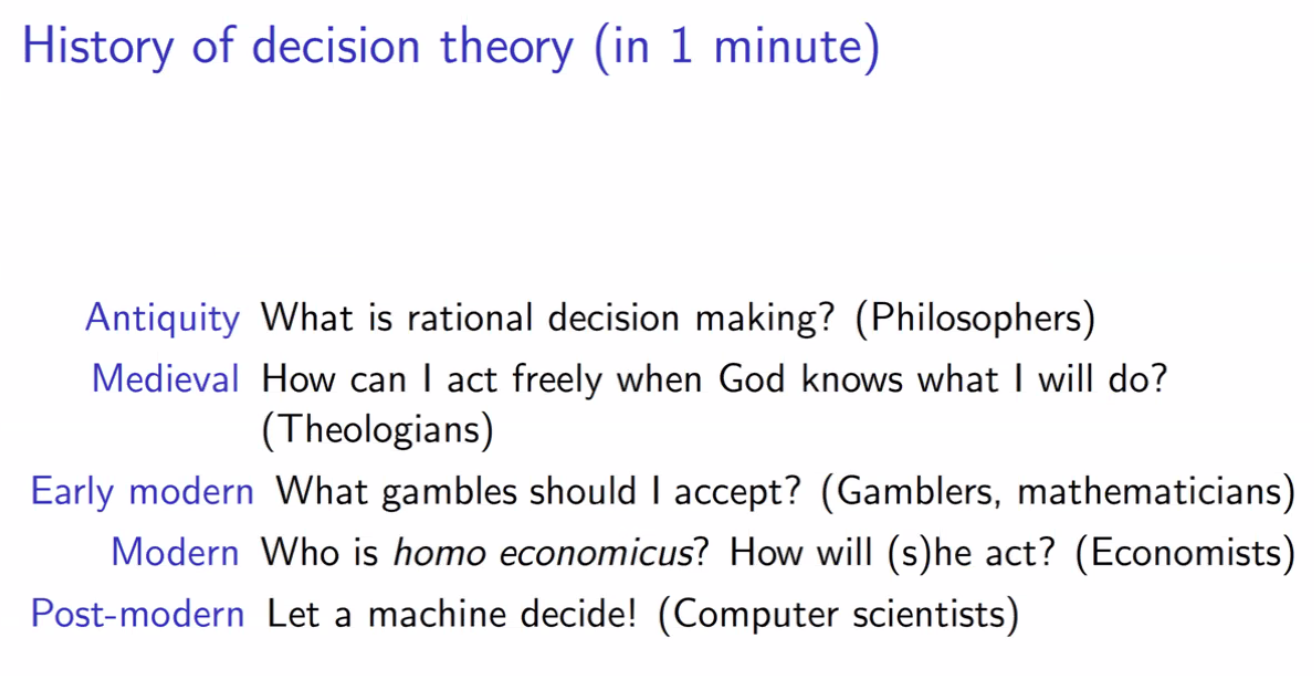 History of decision theory (in 1 minute)
Antiquity What is rational decision making? (Philosophers)
Medieval How can I act freely when God knows what I will do?
(Theologians)
Early modern What gambles should I accept? (Gamblers, mathematicians)
Modern Who is homo economicus? How will (s)he act? (Economists)
Post-modern Let a machine decide! (Computer scientists)